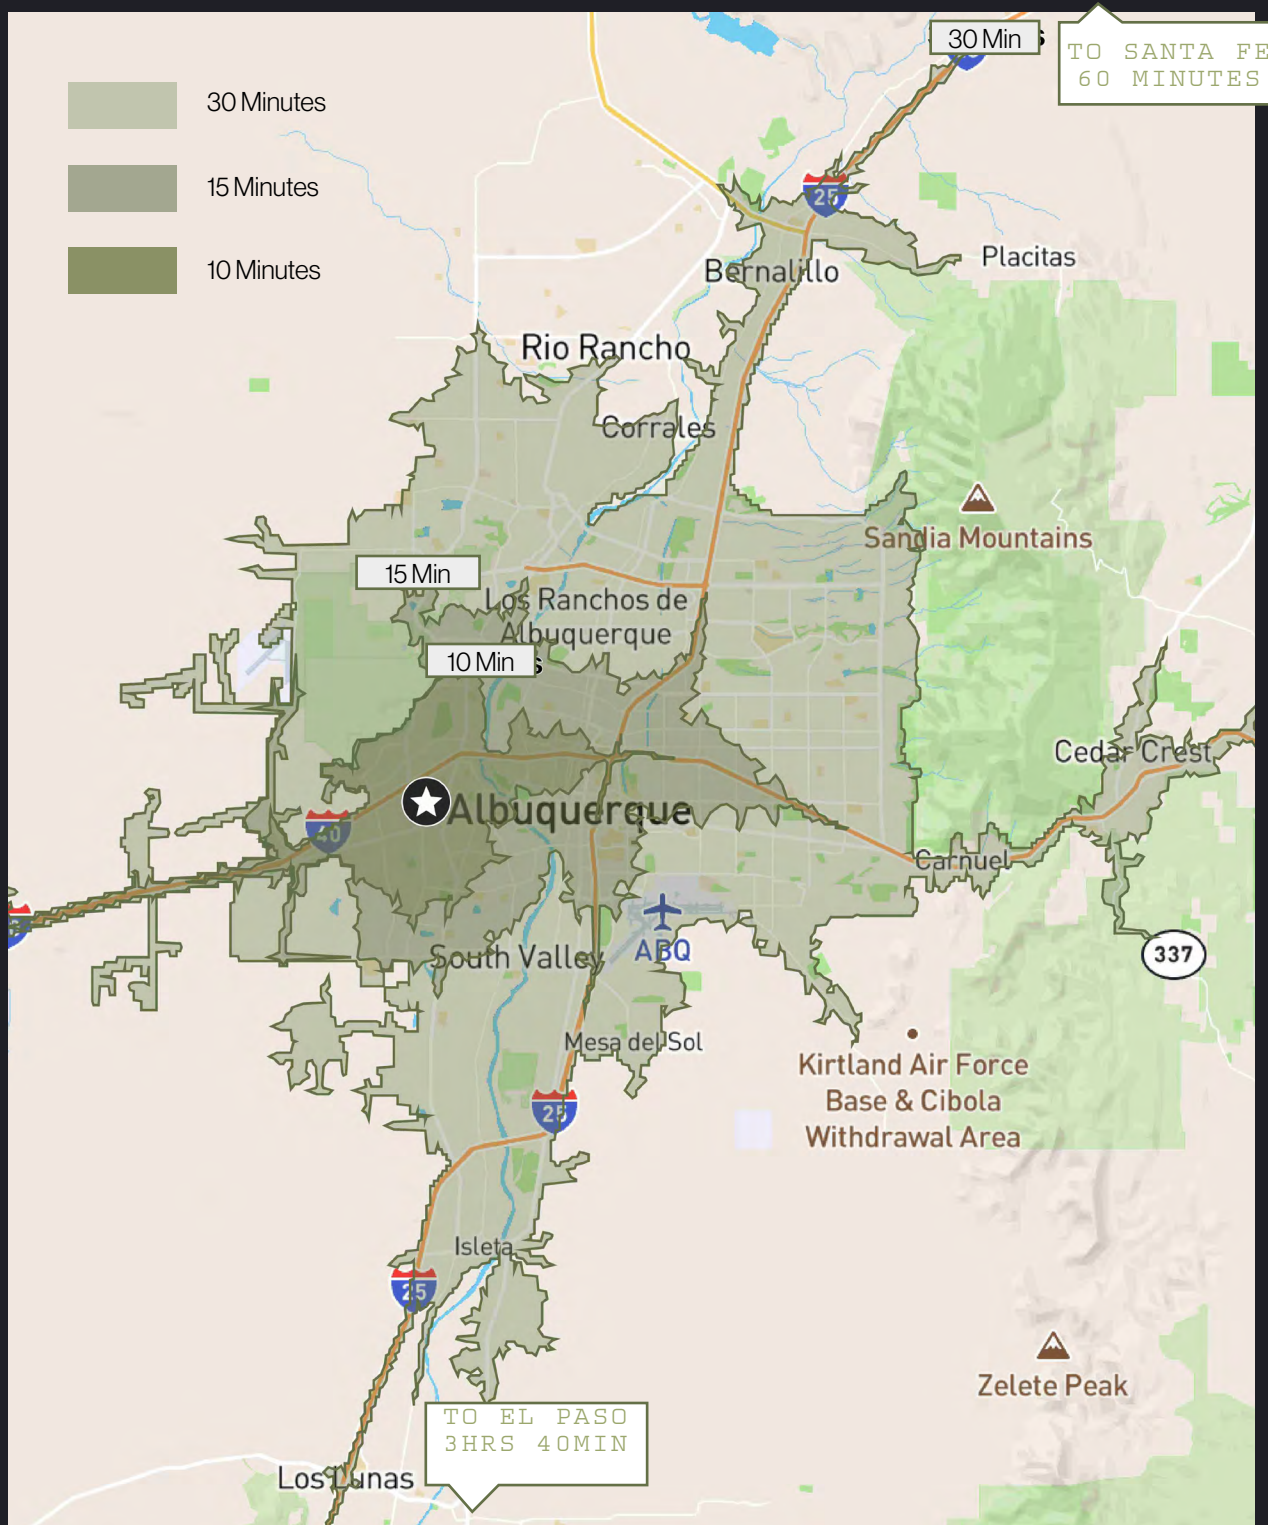 30 Min
TO SANTA FE
60 MINUTES
30 Minutes
15 Minutes
10 Minutes
25
Placitas
Bernalillo
Rio Rancho
Corrales
Sandia Mountains
15 Min
Los Ranchos de
Albuquerque
10 Min
s
Cedar Crest
Albuquerque
40
Carnuel
ABQ
South Valley
337
Mesa del Sol
Kirtland Air Force
Base & Cibola
Withdrawal Area
25
Isleta
25
Zelete Peak
TO EL PASO
3HRS 40MIN
Los Lunas